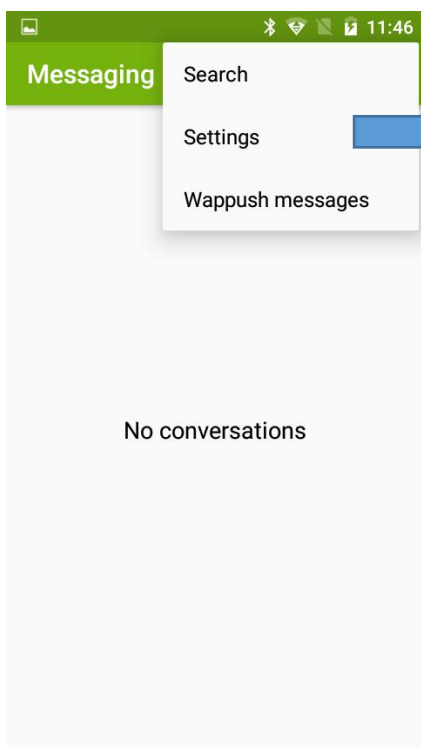 11:46
Messaging
Search
Settings
Wappush messages
No conversations